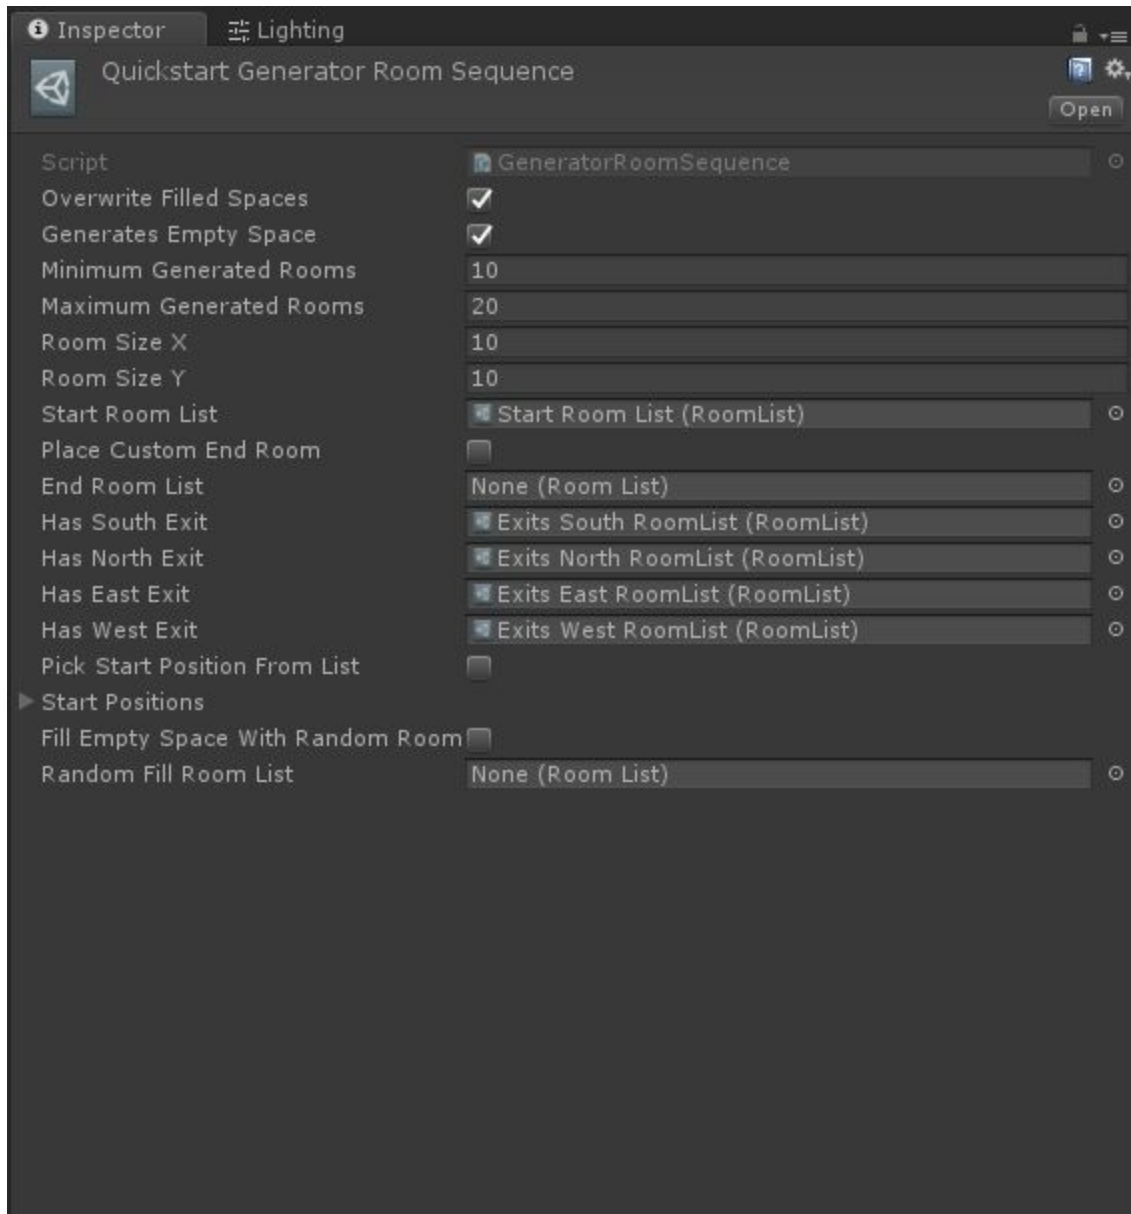 Inspector Lighting
Quickstart Generator Room Sequence
Open
Script GeneratorRoomSequence
Overwrite Filled Spaces
Generates Empty Space
Minimum Generated Rooms 10
Maximum Generated Rooms 20
Room Size X 10
Room Size Y 10
Start Room List Start Room List (RoomList)
Place Custom End Room
End Room List None (Room List)
Has South Exit Exits South RoomList (RoomList)
Has North Exit Exits North RoomList (RoomList)
Has East Exit Exits East RoomList (RoomList)
Has West Exit Exits West RoomList (RoomList)
Pick Start Position From List
Start Positions
Fill Empty Space With Random Room
Random Fill Room List None (Room List)